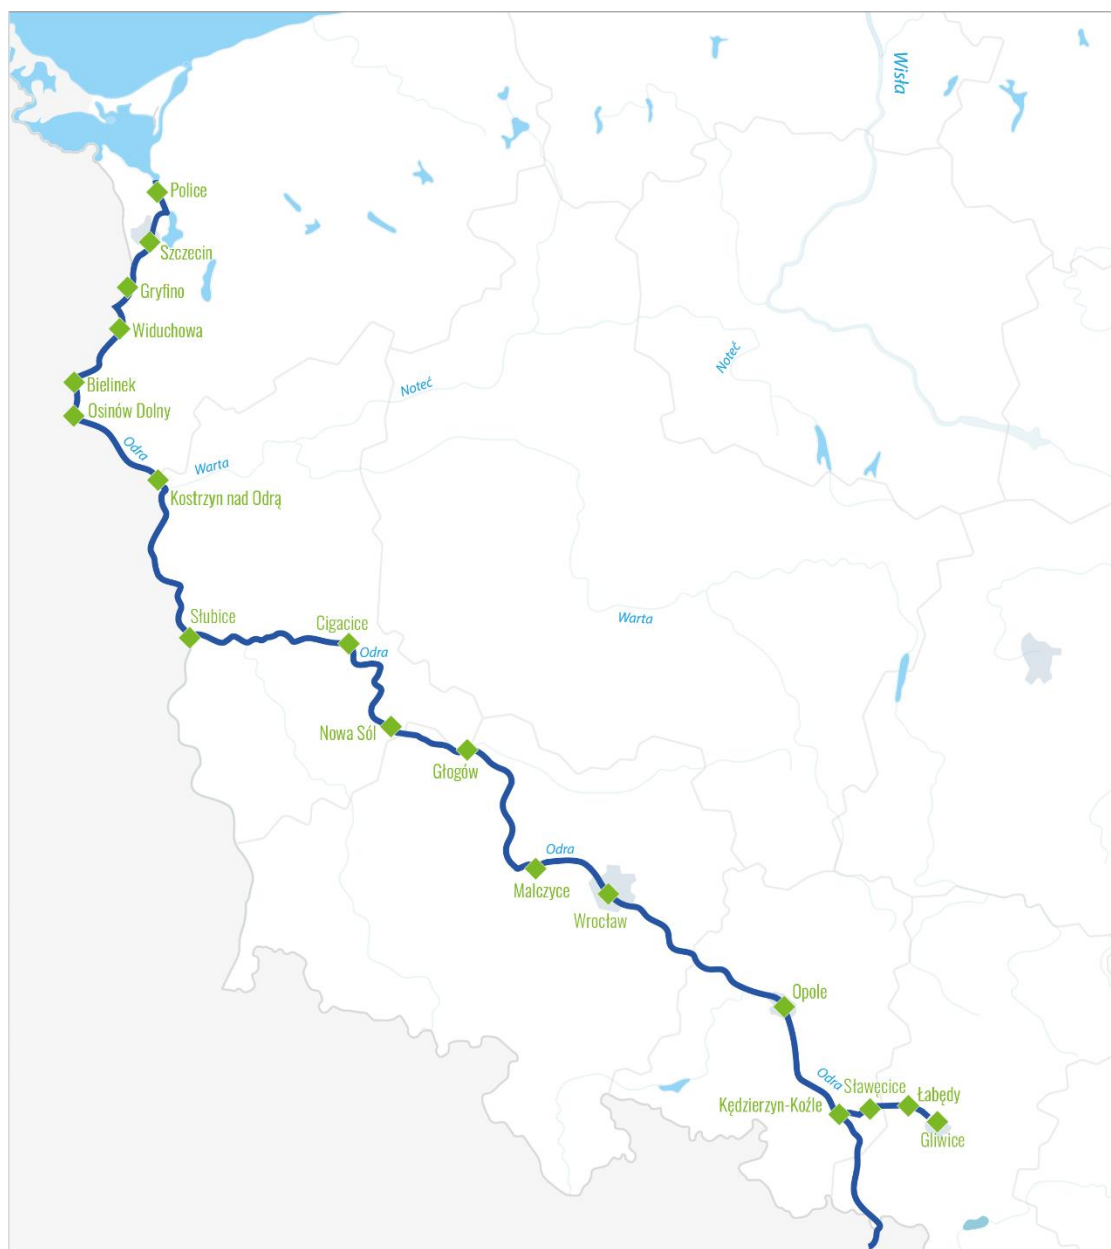 Wisła
Police
Szczecin
Gryfino
Widuchowa
Noteć
Bielinek
Noteć
Osinów Dolny
Odra
Warta
Kostrzyn nad Odrą
Słubice
Cigacice
Warta
Odra
Nowa Sól
Głogów
Odra
Malczyce
Wrocław
Opole
Odra
Sławęcice
Łabędy
Kędzierzyn-Koźle
Gliwice